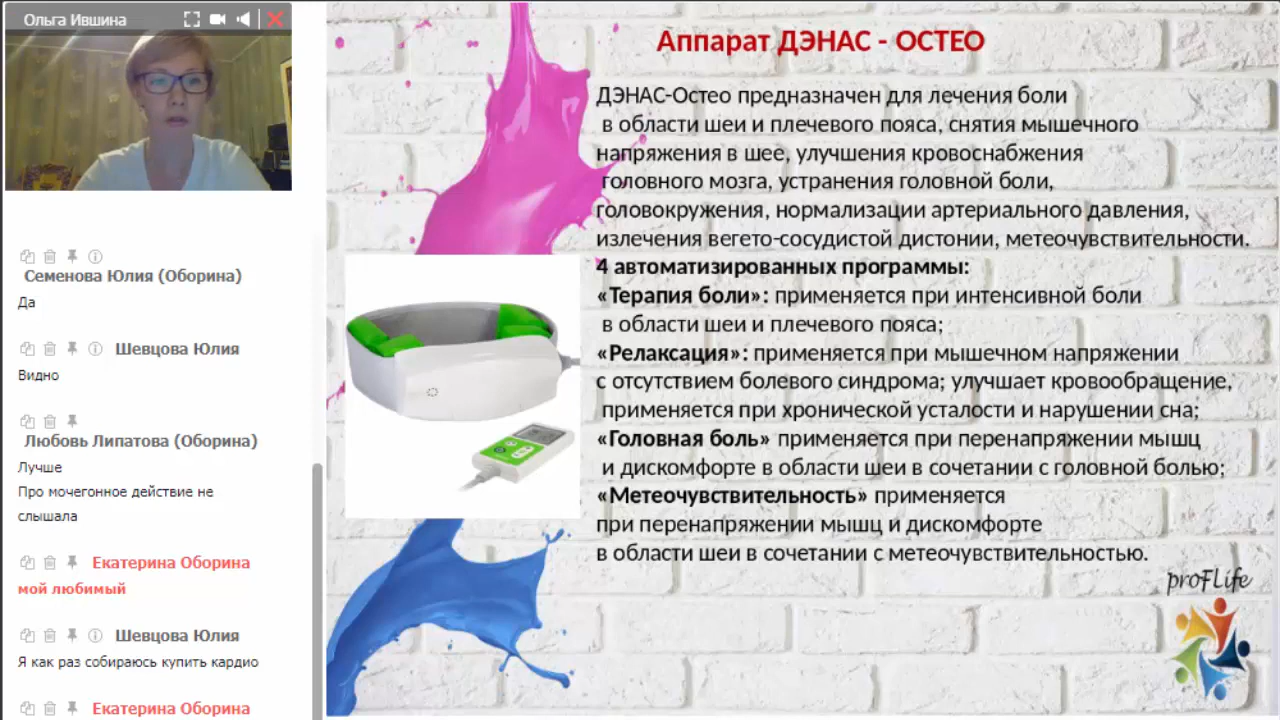 Ольга Ившина
Семенова Юлия (Оборина)
Да
Шевцова Юлия
Видно
Любовь Липатова (Оборина)
Лучше
Про мочегонное действие не
слышала
Екатерина Оборина
мой любимый
Шевцова Юлия
Я как раз собираюсь купить кардио
Екатерина Оборина
Аппарат ДЭНАС - ОСТЕО
ДЭНАС-Остео предназначен для лечения боли
в области шеи и плечевого пояса, снятия мышечного
напряжения в шее, улучшения кровоснабжения
головного мозга, устранения головной боли,
головокружения, нормализации артериального давления,
излечения вегето-сосудистой дистонии, метеочувствительности.
4 автоматизированных программы:
«Терапия боли»: применяется при интенсивной боли
в области шеи и плечевого пояса;
«Релаксация»: применяется при мышечном напряжении
с отсутствием болевого синдрома; улучшает кровообращение,
применяется при хронической усталости и нарушении сна;
«Головная боль» применяется при перенапряжении мышц
и дискомфорте в области шеи в сочетании с головной болью;
«Метеочувствительность» применяется
при перенапряжении мышц и дискомфорте
в области шеи в сочетании с метеочувствительностью.
proFLife